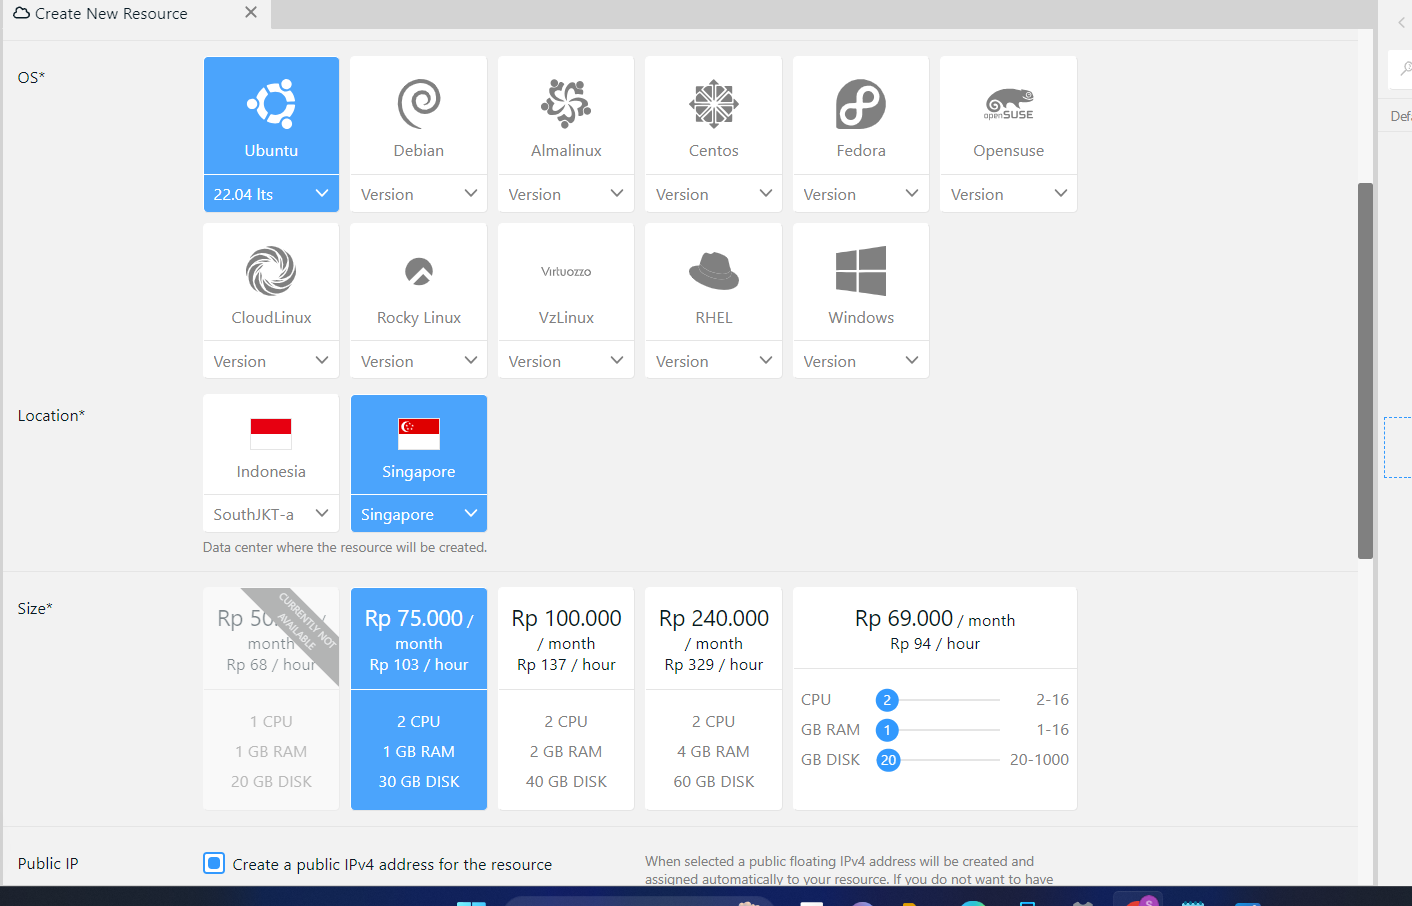 Create New Resource
OS*
Ubuntu
Debian
Almalinux
Centos
Fedora
openSUSE
Opensuse
22.04 lts
Version
Version
Version
Version
Version
Virtuozzo
CloudLinux
Rocky Linux
VzLinux
RHEL
Windows
Version
Version
Version
Version
Version
Location*
Indonesia
Singapore
SouthJKT-a
Singapore
Data center where the resource will be created.
Size*
CURRENTLY NOT
AVAILABLE
month
Rp 68 / hour
1 CPU
1 GB RAM
20 GB DISK
Rp 75.000 /
month
Rp 103 / hour
2 CPU
1 GB RAM
30 GB DISK
Rp 100.000
/ month
Rp 137 / hour
2 CPU
2 GB RAM
40 GB DISK
Rp 240.000
/ month
Rp 329 / hour
2 CPU
4 GB RAM
60 GB DISK
Rp 69.000 / month
Rp 94 / hour
CPU 2 2-16
GB RAM 1 1-16
GB DISK 20 20-1000
Public IP
Create a public IPv4 address for the resource
When selected a public floating IPv4 address will be created and
assigned automatically to your resource. If you do not want to have